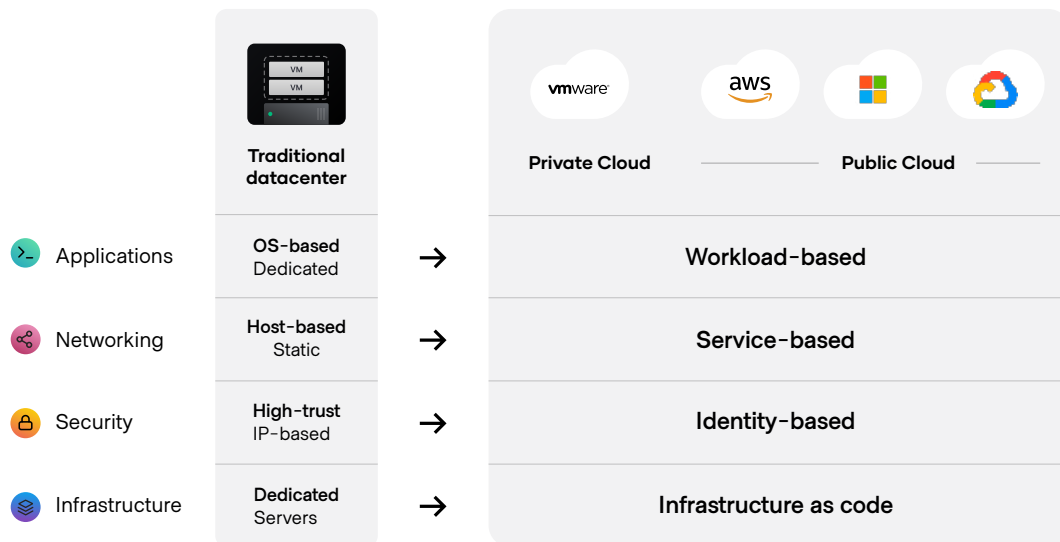 VM
VM
Traditional
datacenter
vmware
aws
Private Cloud
Public Cloud
Applications
OS-based
Dedicated
Workload-based
Networking
Host-based
Static
Service-based
Security
High-trust
IP-based
Identity-based
Infrastructure
Dedicated
Servers
Infrastructure as code